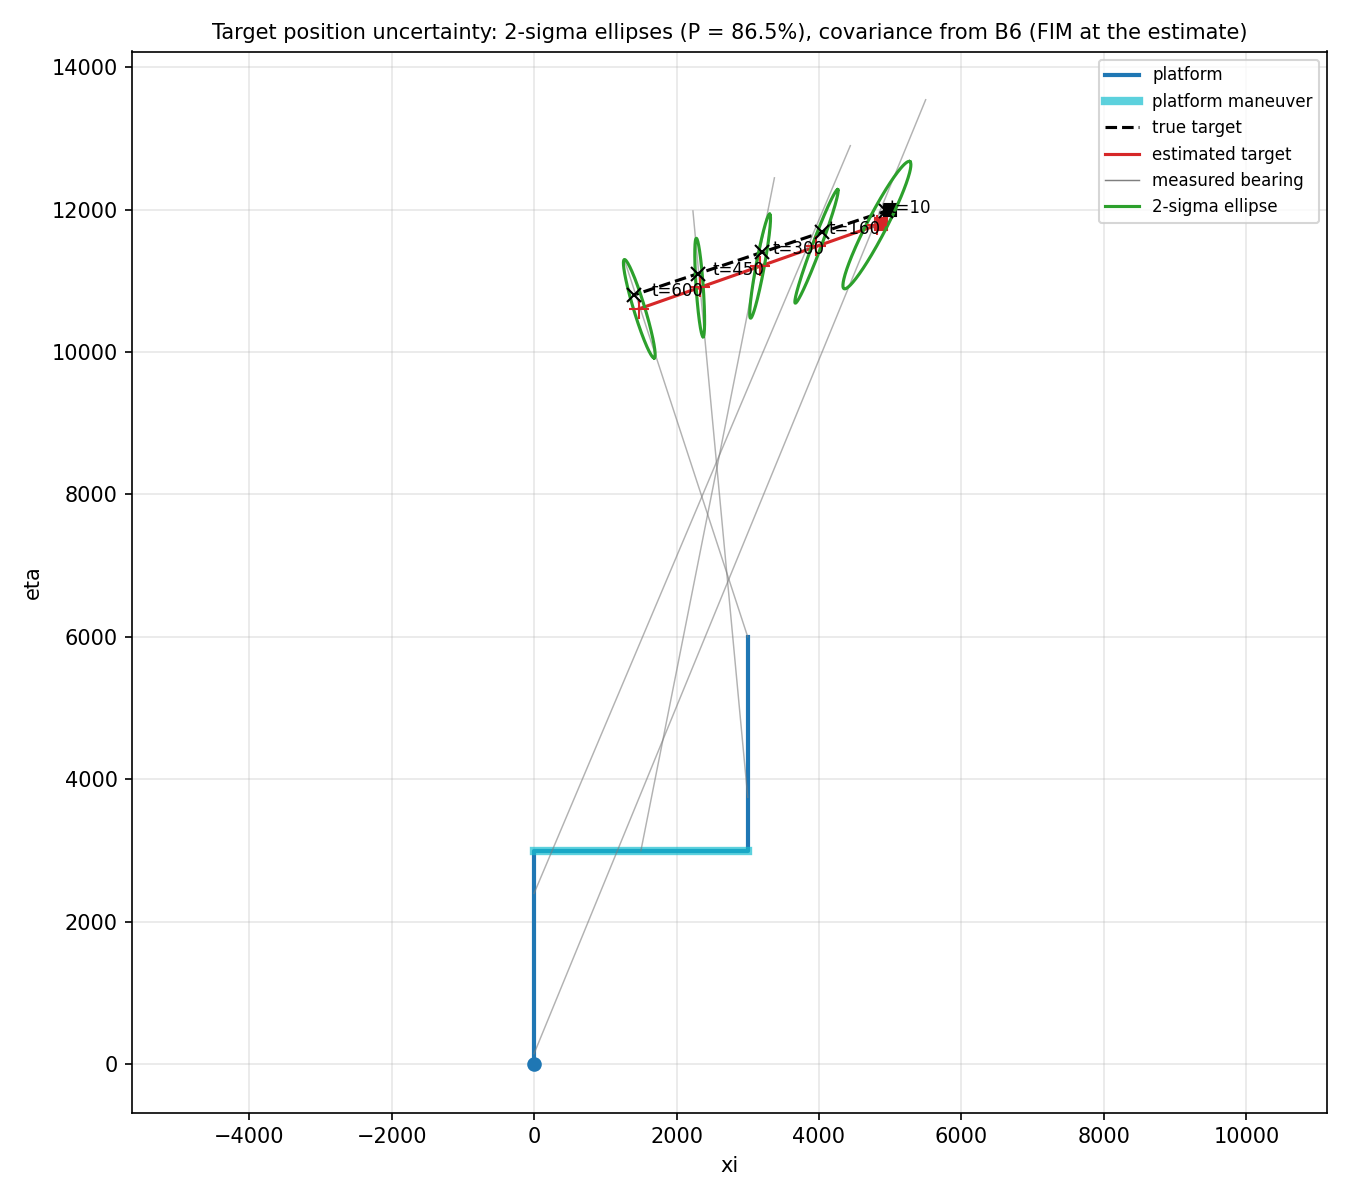 Target position uncertainty: 2-sigma ellipses (P = 86.5%), covariance from B6 (FIM at the estimate)
platform
platform maneuver
true target
estimated target
measured bearing
2-sigma ellipse
14000
12000
10000
8000
6000
4000
2000
0
eta
t=10
t=160
t=300
t=450
t=600
−4000
−2000
0
2000
4000
6000
8000
10000
xi